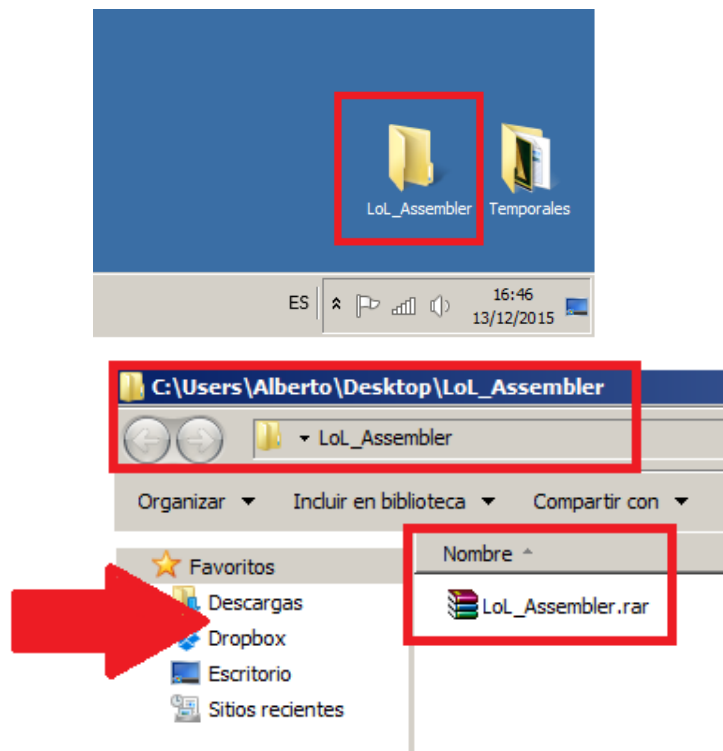 LoL_Assembler Temporales
ES 16:46
13/12/2015
C:\Users\Alberto\Desktop\LoL_Assembler
LoL_Assembler
Organizar Incluir en biblioteca Compartir con
Favoritos
Descargas
Dropbox
Escritorio
Sitios recientes
Nombre
LoL_Assembler.rar